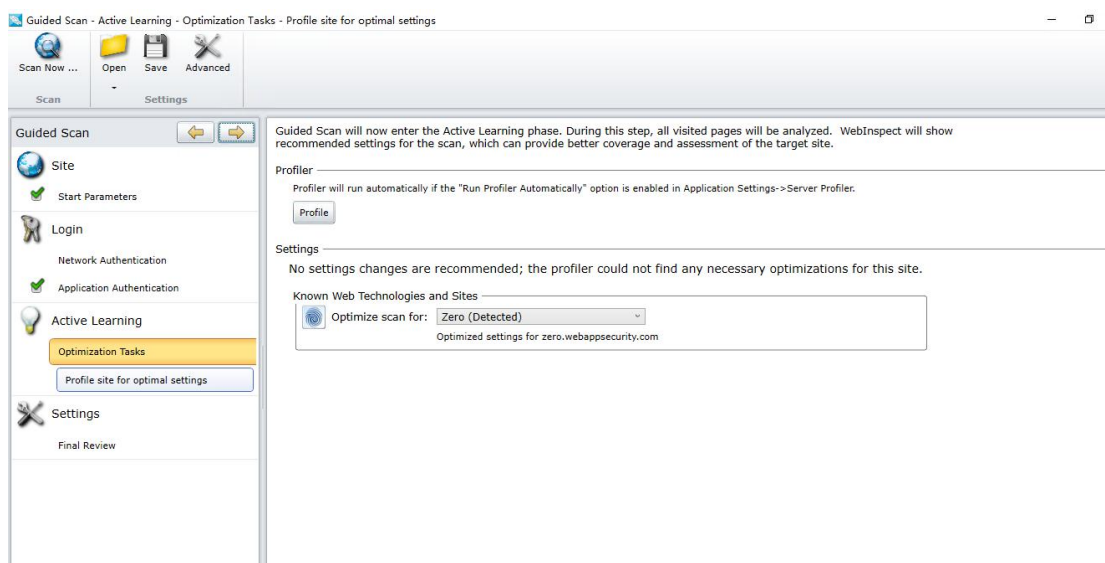 Guided Scan - Active Learning - Optimization Tasks - Profile site for optimal settings
Scan Now ...
Open
Save
Advanced
Scan
Settings
Guided Scan
Site
Start Parameters
Login
Network Authentication
Application Authentication
Active Learning
Optimization Tasks
Profile site for optimal settings
Settings
Final Review
Guided Scan will now enter the Active Learning phase. During this step, all visited pages will be analyzed. WebInspect will show
recommended settings for the scan, which can provide better coverage and assessment of the target site.
Profiler
Profiler will run automatically if the "Run Profiler Automatically" option is enabled in Application Settings->Server Profiler.
Profile
Settings
No settings changes are recommended; the profiler could not find any necessary optimizations for this site.
Known Web Technologies and Sites
Optimize scan for: Zero (Detected)
Optimized settings for zero.webappsecurity.com